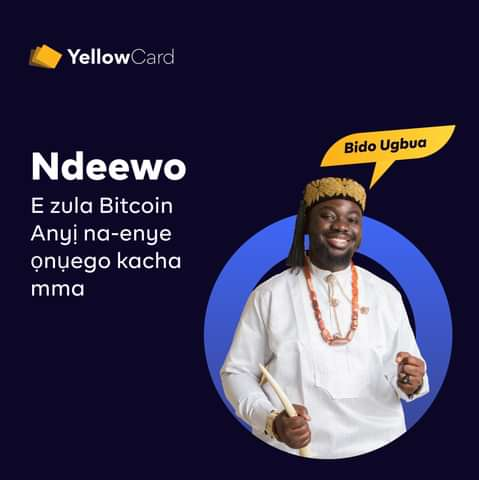 YellowCard
Bido Ugbua
Ndeewo
E zula Bitcoin
Anyị na-enye
ọnụego kacha
mma